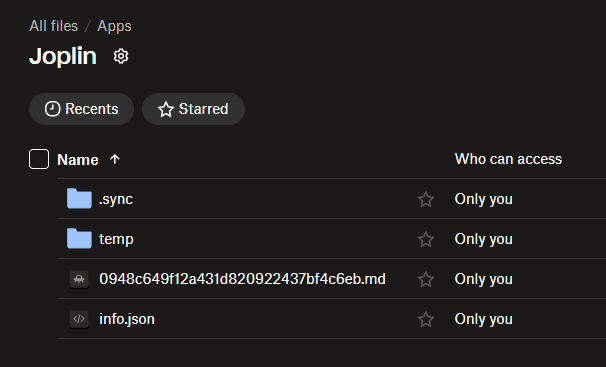 All files / Apps
Joplin
Recents Starred
Name Who can access
.sync Only you
temp Only you
0948c649f12a431d820922437bf4c6eb.md Only you
info.json Only you